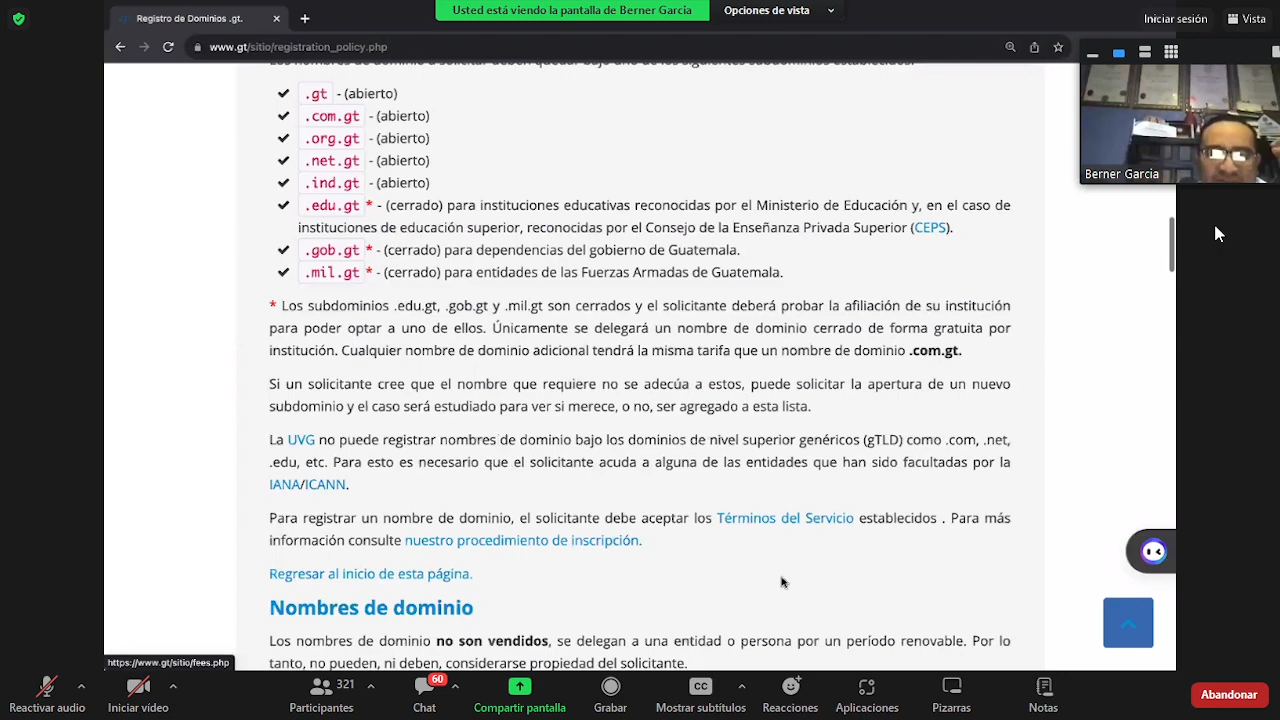 Registro de Dominios .gt.
Usted está viendo la pantalla de Berner Garcia
Opciones de vista
Iniciar sesión
Vista
www.gt/sitio/registration_policy.php
Los nombres de dominio a solicitar deben quedar bajo uno de los siguientes subdominios establecidos:
.gt - (abierto)
.com.gt - (abierto)
.org.gt - (abierto)
.net.gt - (abierto)
.ind.gt - (abierto)
.edu.gt * - (cerrado) para instituciones educativas reconocidas por el Ministerio de Educación y, en el caso de
instituciones de educación superior, reconocidas por el Consejo de la Enseñanza Privada Superior (CEPS).
.gob.gt * - (cerrado) para dependencias del gobierno de Guatemala.
.mil.gt * - (cerrado) para entidades de las Fuerzas Armadas de Guatemala.
* Los subdominios .edu.gt, .gob.gt y .mil.gt son cerrados y el solicitante deberá probar la afiliación de su institución
para poder optar a uno de ellos. Únicamente se delegará un nombre de dominio cerrado de forma gratuita por
institución. Cualquier nombre de dominio adicional tendrá la misma tarifa que un nombre de dominio .com.gt.
Si un solicitante cree que el nombre que requiere no se adecúa a estos, puede solicitar la apertura de un nuevo
subdominio y el caso será estudiado para ver si merece, o no, ser agregado a esta lista.
La UVG no puede registrar nombres de dominio bajo los dominios de nivel superior genéricos (gTLD) como .com, .net,
.edu, etc. Para esto es necesario que el solicitante acuda a alguna de las entidades que han sido facultadas por la
IANA/ICANN.
Para registrar un nombre de dominio, el solicitante debe aceptar los Términos del Servicio establecidos . Para más
información consulte nuestro procedimiento de inscripción.
Regresar al inicio de esta página.
Nombres de dominio
Los nombres de dominio no son vendidos, se delegan a una entidad o persona por un período renovable. Por lo
tanto, no pueden, ni deben, considerarse propiedad del solicitante.
https://www.gt/sitio/fees.php
Berner Garcia
Reactivar audio
Iniciar vídeo
321
Participantes
60
Chat
Compartir pantalla
Grabar
CC
Mostrar subtítulos
Reacciones
Aplicaciones
Pizarras
Notas
Abandonar